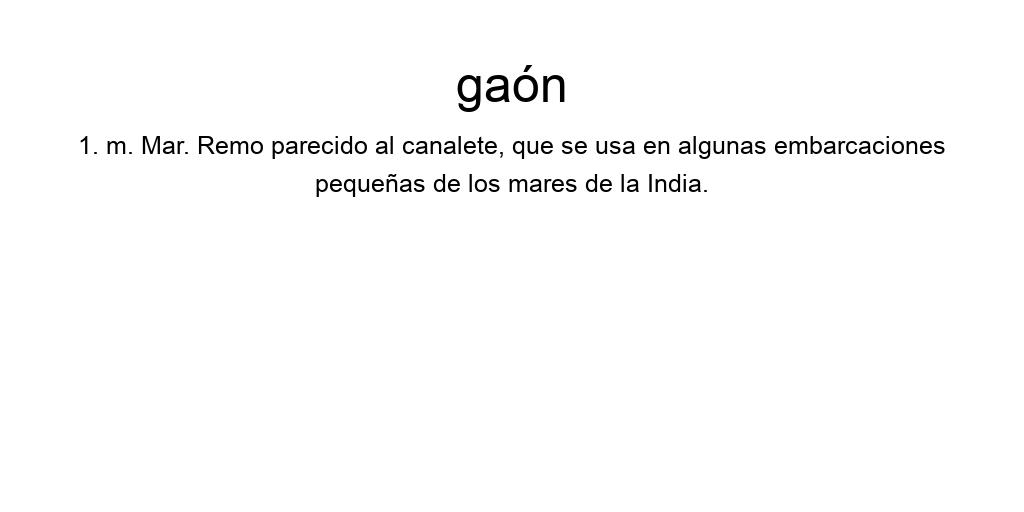 gaón
1. m. Mar. Remo parecido al canalete, que se usa en algunas embarcaciones
pequeñas de los mares de la India.